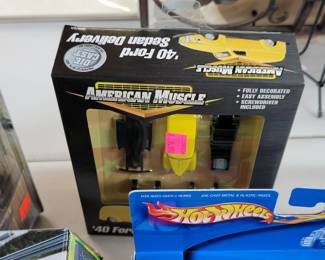 '40 Ford
Sedan Delivery
DIE
CAST
AMERICAN MUSCLE
AMERICAN MUSCLE
• FULLY DECORATED
• EASY ASSEMBLY
• SCREWDRIVER
INCLUDED
'40 For
Hot Wheels